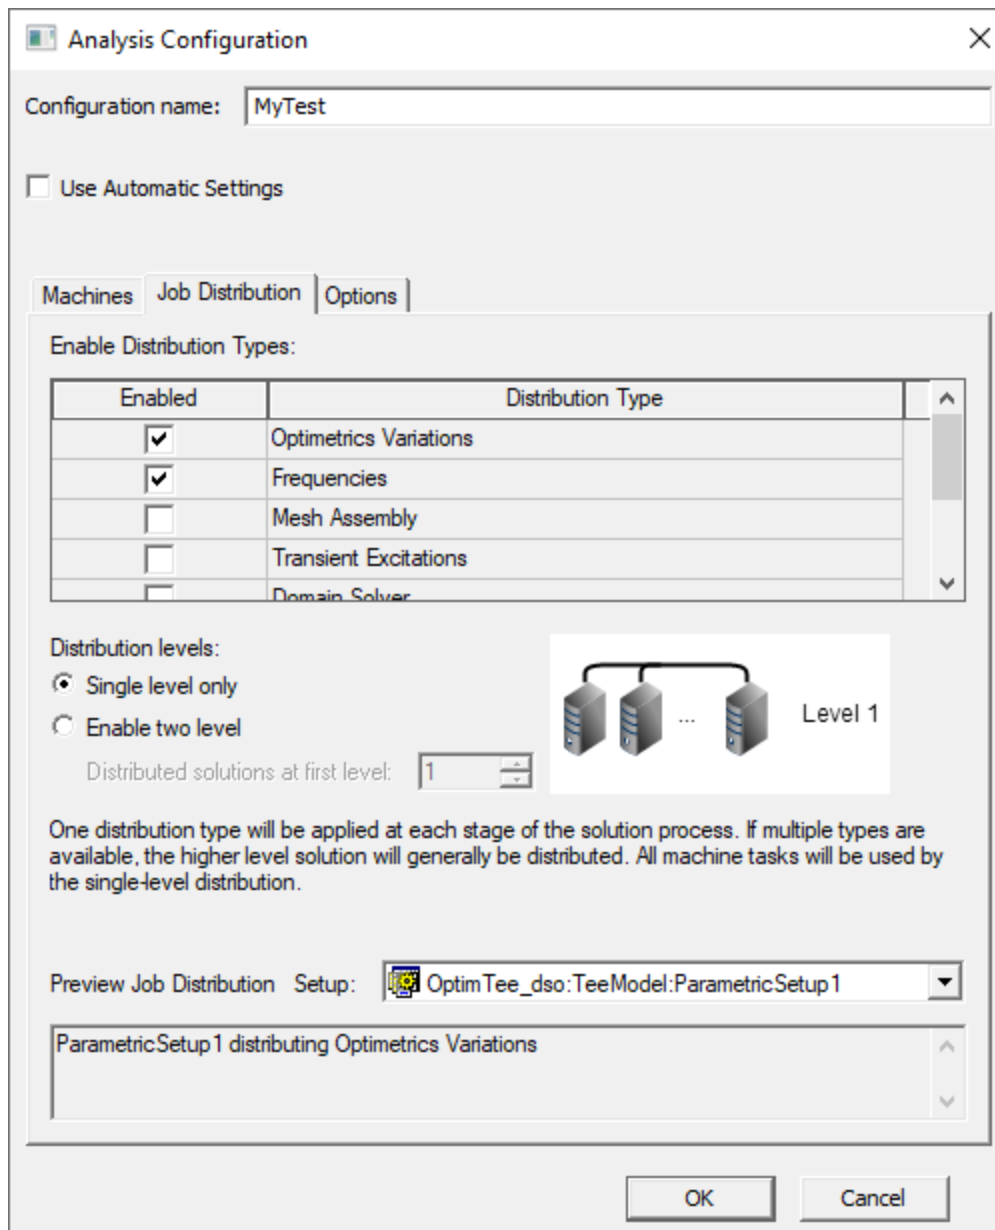 Analysis Configuration
Configuration name: MyTest
Use Automatic Settings
Machines Job Distribution Options
Enable Distribution Types:
Enabled Distribution Type
Optimetrics Variations
Frequencies
Mesh Assembly
Transient Excitations
Domain Solver
Distribution levels:
Single level only
Enable two level
Distributed solutions at first level: 1
... Level 1
One distribution type will be applied at each stage of the solution process. If multiple types are
available, the higher level solution will generally be distributed. All machine tasks will be used by
the single-level distribution.
Preview Job Distribution Setup: OptimTee_dso:TeeModel:ParametricSetup1
ParametricSetup1 distributing Optimetrics Variations
OK Cancel